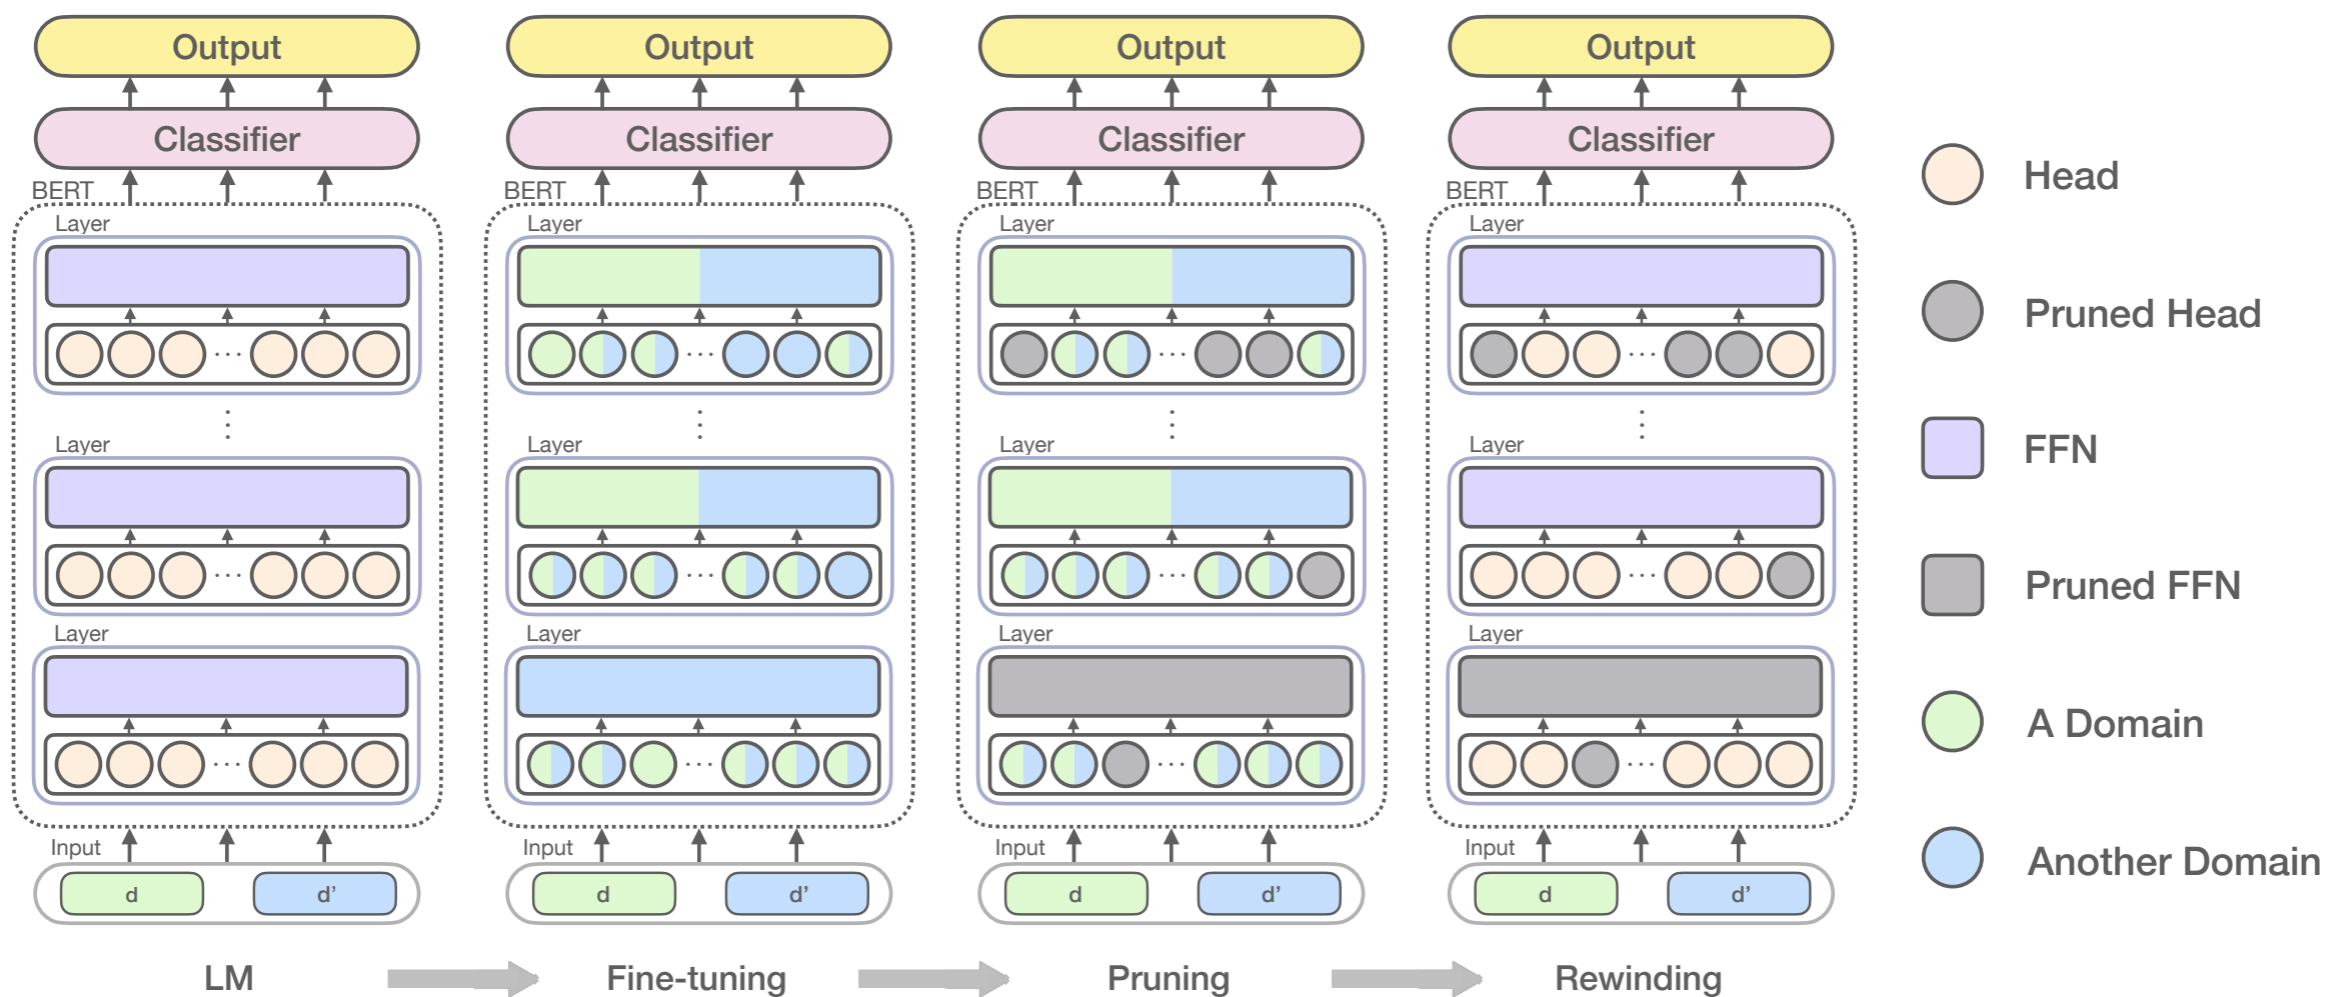 Output
Classifier
BERT
Layer
...
Layer
...
Layer
...
Input
d
d’
LM
Output
Classifier
BERT
Layer
...
Layer
...
Layer
...
Input
d
d’
Fine-tuning
Output
Classifier
BERT
Layer
...
Layer
...
Layer
...
Input
d
d’
Pruning
Output
Classifier
BERT
Layer
...
Layer
...
Layer
...
Input
d
d’
Rewinding
Head
Pruned Head
FFN
Pruned FFN
A Domain
Another Domain